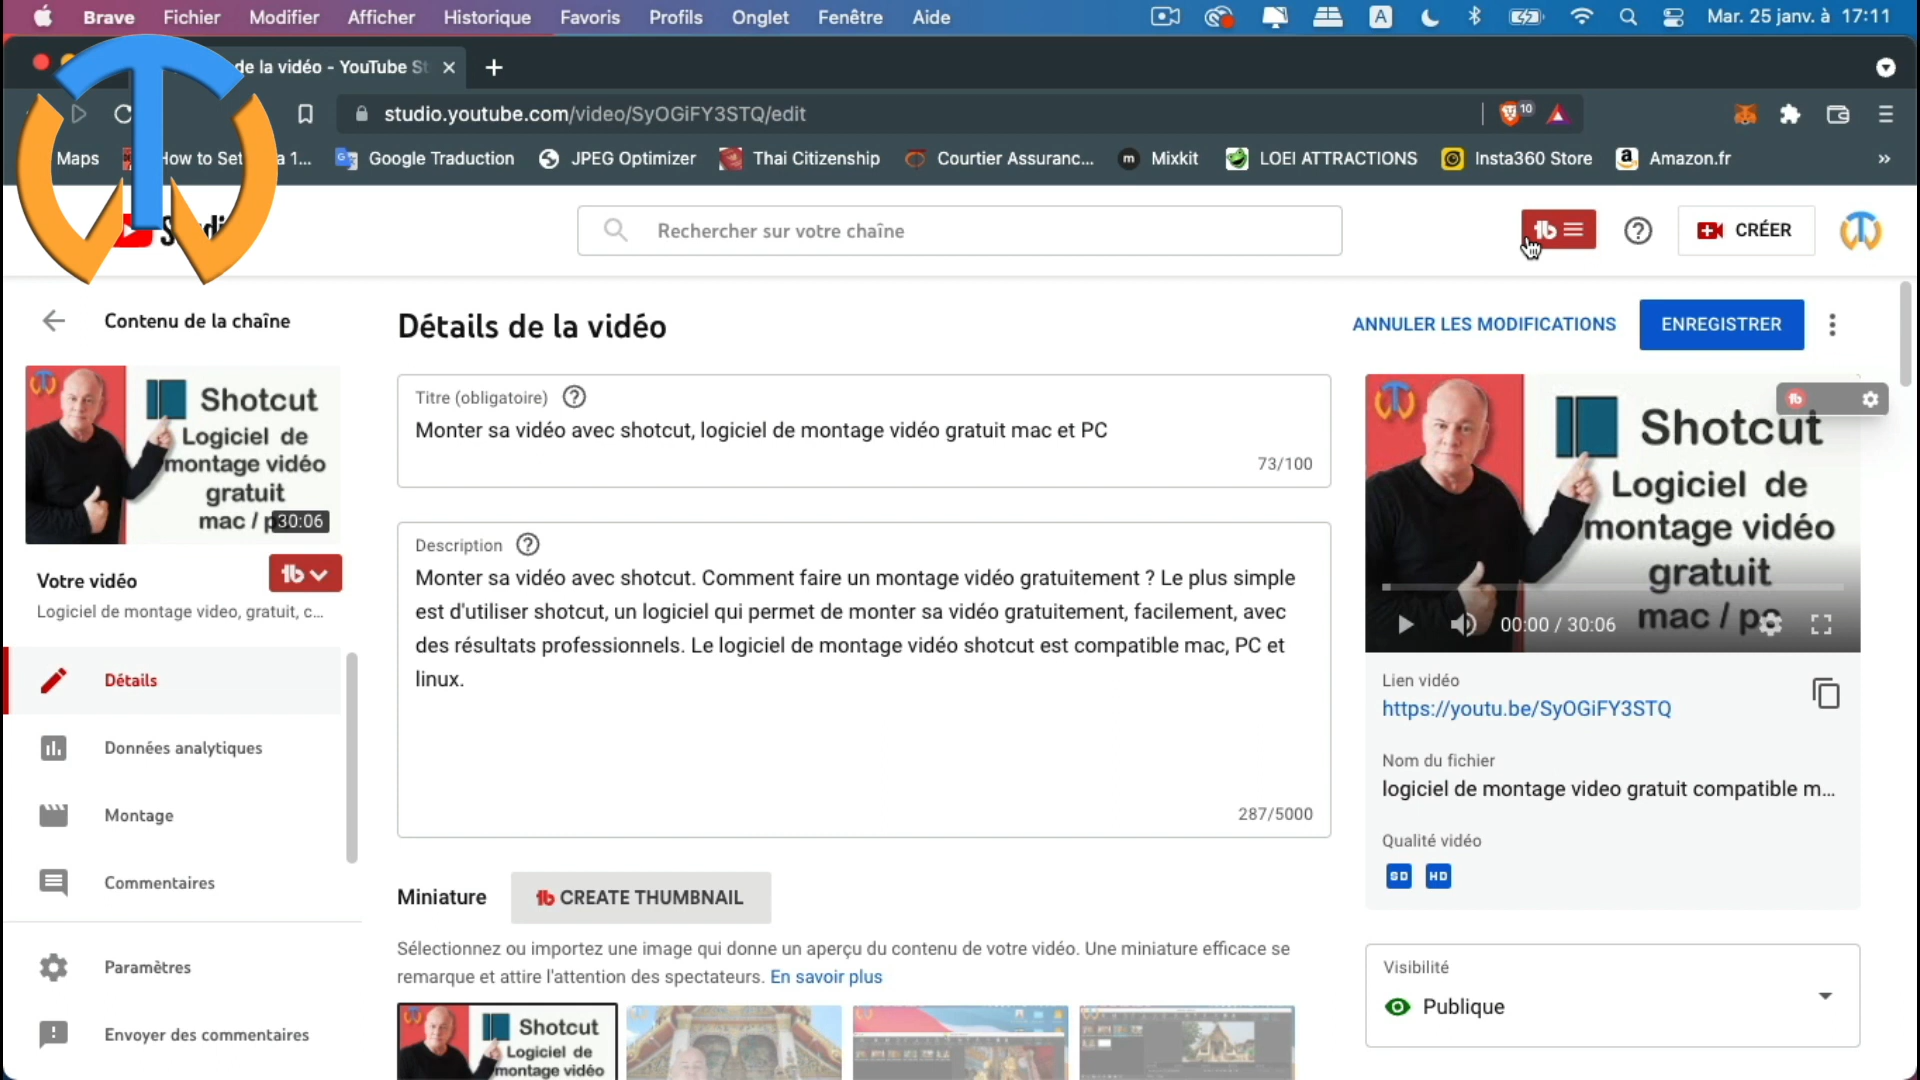 Brave Fichier Modifier Afficher Historique Favoris Profils Onglet Fenêtre Aide A Mar. 25 janv. à 17:11
de la vidéo - YouTube St
studio.youtube.com/video/SyOGiFY3STQ/edit 10
Maps How to Set a 1... Google Traduction JPEG Optimizer Thai Citizenship Courtier Assuranc... m Mixkit LOEI ATTRACTIONS Insta360 Store Amazon.fr »
Rechercher sur votre chaîne CRÉER
Contenu de la chaîne
Détails de la vidéo
ANNULER LES MODIFICATIONS ENREGISTRER
Shotcut
Logiciel de
montage vidéo
gratuit
mac / p 30:06
Votre vidéo
Logiciel de montage video, gratuit, c...
Détails
Données analytiques
Montage
Commentaires
Paramètres
Envoyer des commentaires
Titre (obligatoire)
Monter sa vidéo avec shotcut, logiciel de montage vidéo gratuit mac et PC
73/100
Description
Monter sa vidéo avec shotcut. Comment faire un montage vidéo gratuitement ? Le plus simple
est d'utiliser shotcut, un logiciel qui permet de monter sa vidéo gratuitement, facilement, avec
des résultats professionnels. Le logiciel de montage vidéo shotcut est compatible mac, PC et
linux.
287/5000
Miniature CREATE THUMBNAIL
Sélectionnez ou importez une image qui donne un aperçu du contenu de votre vidéo. Une miniature efficace se
remarque et attire l'attention des spectateurs. En savoir plus
Shotcut
Logiciel de
montage vidéo
Shotcut
Logiciel de
montage vidéo
gratuit
mac / pc
00:00 / 30:06
Lien vidéo
https://youtu.be/SyOGiFY3STQ
Nom du fichier
logiciel de montage video gratuit compatible m...
Qualité vidéo
SD HD
Visibilité
Publique